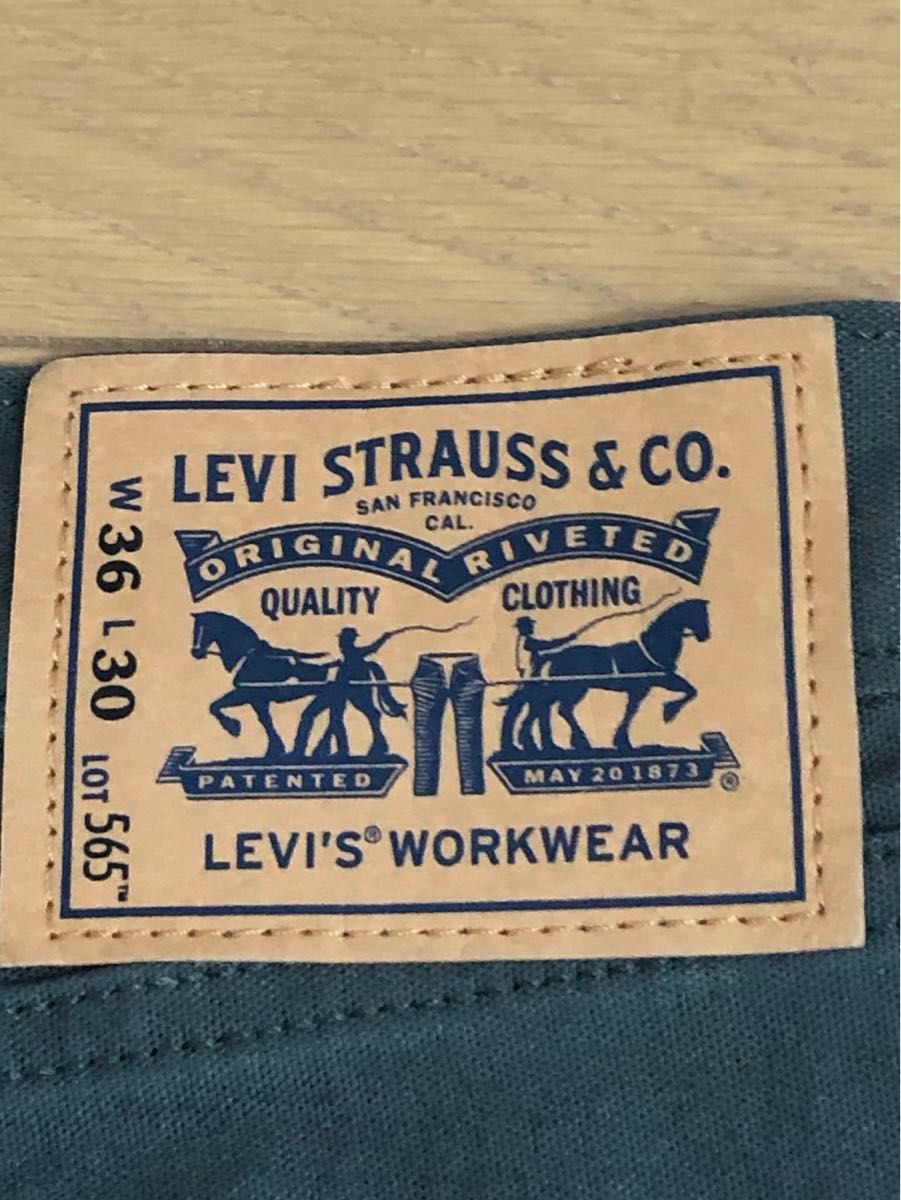 LEVI STRAUSS & CO.
SAN FRANCISCO
CAL.
ORIGINAL RIVETED
QUALITY CLOTHING
PATENTED MAY 20 1873 ®
LEVI'S® WORKWEAR
W 36 L 30 LOT 565™